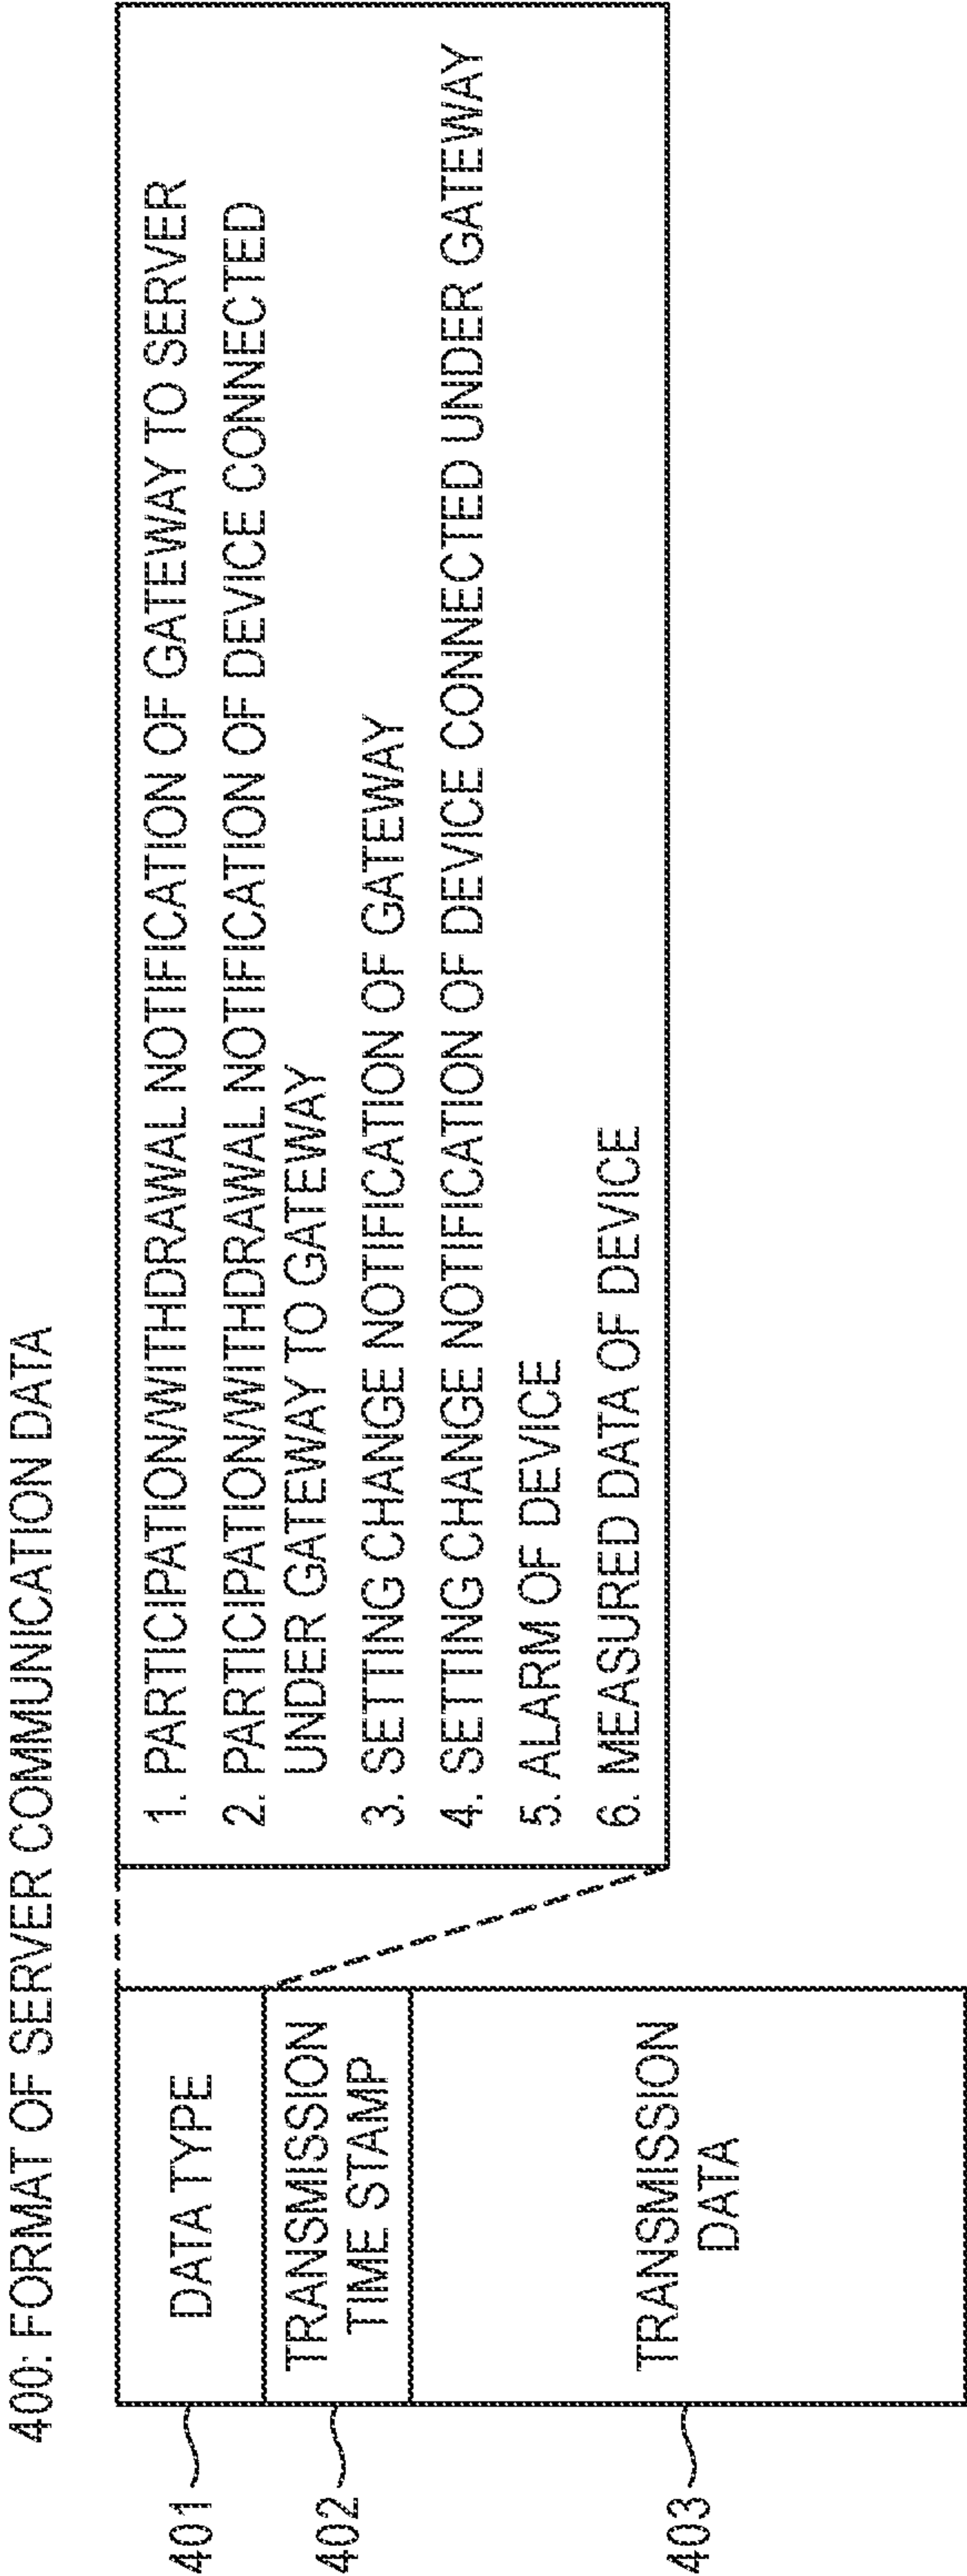 400: FORMAT OF SERVER COMMUNICATION DATA
401
DATA TYPE
402
TRANSMISSION
TIME STAMP
403
TRANSMISSION
DATA
1. PARTICIPATION/WITHDRAWAL NOTIFICATION OF GATEWAY TO SERVER
2. PARTICIPATION/WITHDRAWAL NOTIFICATION OF DEVICE CONNECTED
UNDER GATEWAY TO GATEWAY
3. SETTING CHANGE NOTIFICATION OF GATEWAY
4. SETTING CHANGE NOTIFICATION OF DEVICE CONNECTED UNDER GATEWAY
5. ALARM OF DEVICE
6. MEASURED DATA OF DEVICE